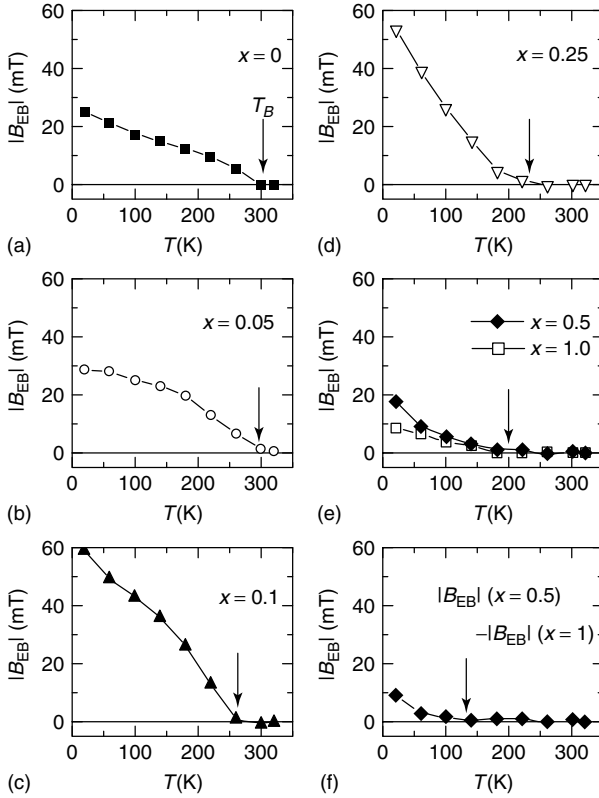 60
40
20
0
|B_EB| (mT)
x = 0
T_B
0 100 200 300
T(K)
(a)
60
40
20
0
|B_EB| (mT)
x = 0.05
0 100 200 300
T(K)
(b)
60
40
20
0
|B_EB| (mT)
x = 0.1
0 100 200 300
T(K)
(c)
60
40
20
0
|B_EB| (mT)
x = 0.25
0 100 200 300
T(K)
(d)
60
40
20
0
|B_EB| (mT)
x = 0.5
x = 1.0
0 100 200 300
T(K)
(e)
60
40
20
0
|B_EB| (mT)
|B_EB| (x = 0.5)
–|B_EB| (x = 1)
0 100 200 300
T(K)
(f)